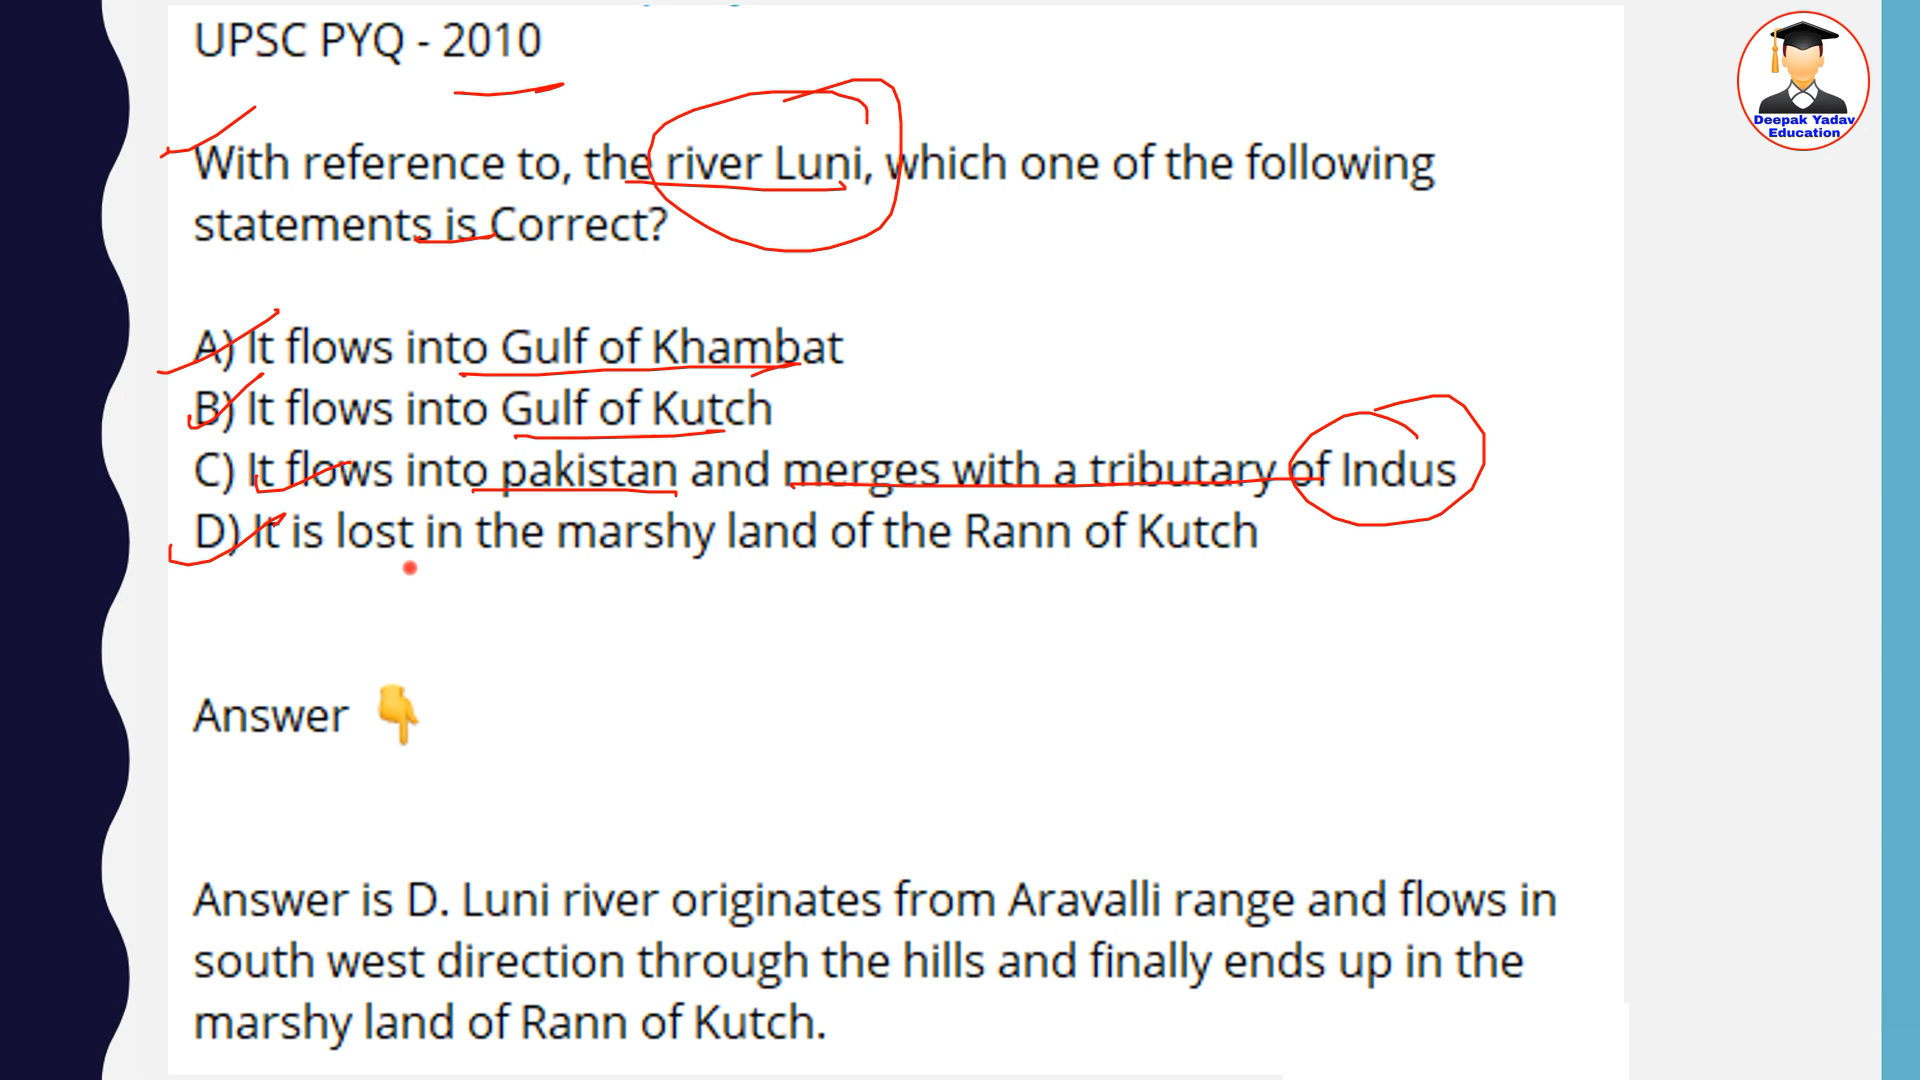 UPSC PYQ - 2010
Deepak Yadav
Education
With reference to, the river Luni, which one of the following
statements is Correct?
A) It flows into Gulf of Khambat
B) It flows into Gulf of Kutch
C) It flows into pakistan and merges with a tributary of Indus
D) It is lost in the marshy land of the Rann of Kutch
Answer 👇
Answer is D. Luni river originates from Aravalli range and flows in
south west direction through the hills and finally ends up in the
marshy land of Rann of Kutch.